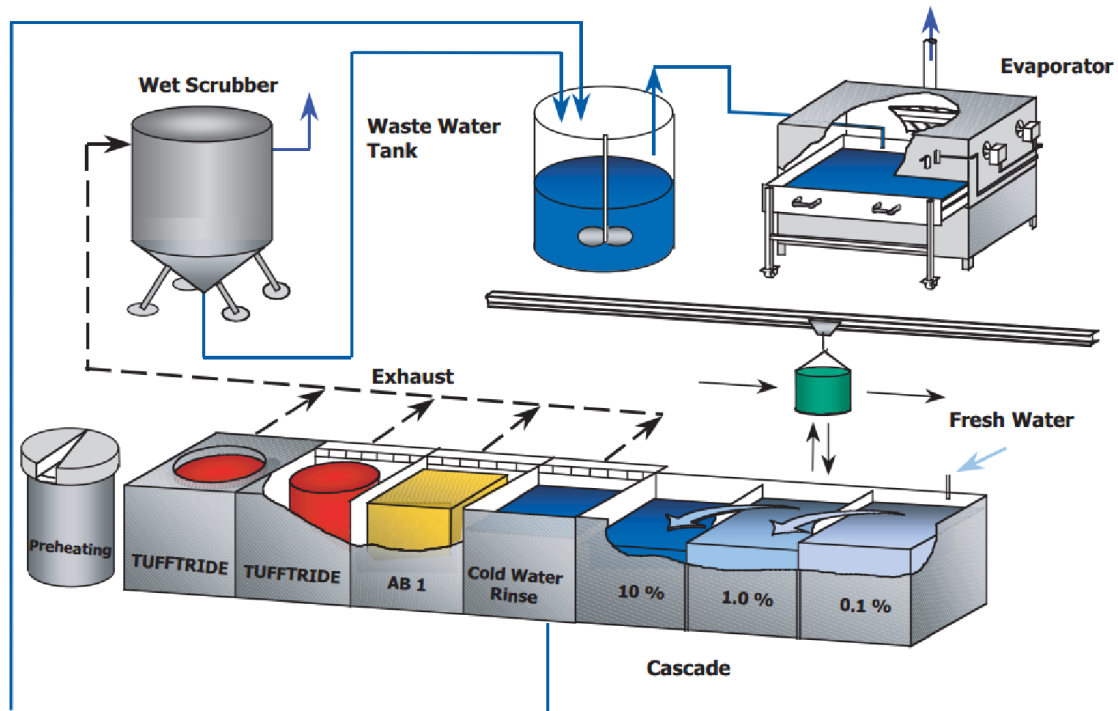 Wet Scrubber
Waste Water
Tank
Evaporator
Exhaust
Fresh Water
Preheating
TUFFTRIDE
TUFFTRIDE
AB 1
Cold Water
Rinse
10 %
1.0 %
0.1 %
Cascade